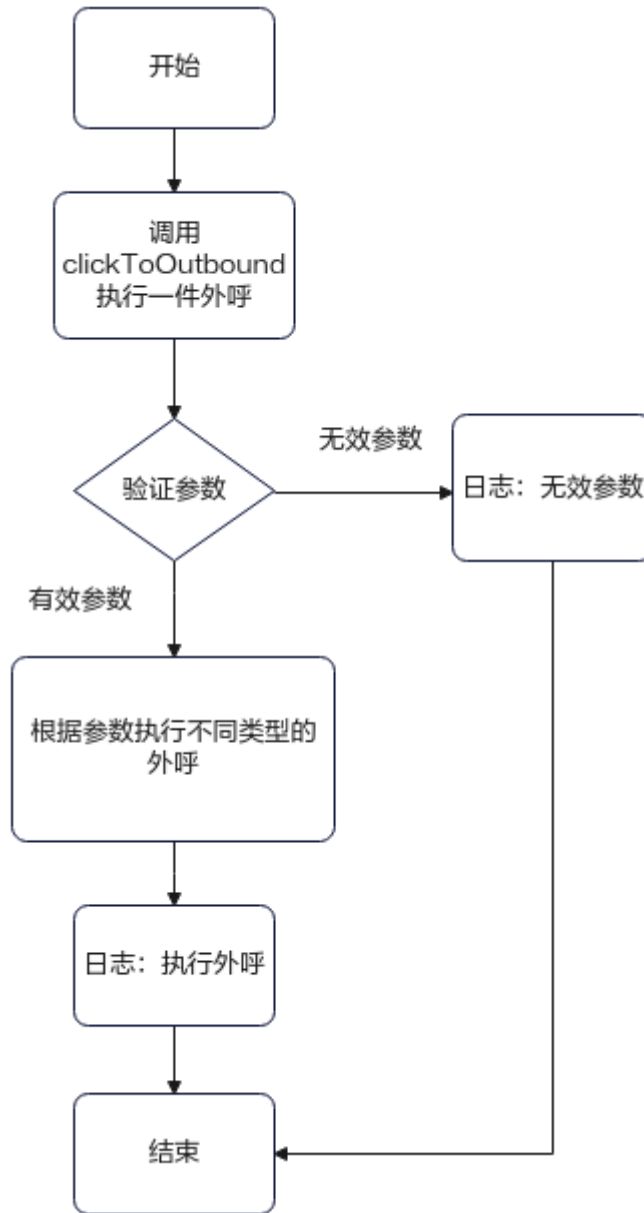 开始
调用
clickToOutbound
执行一件外呼
无效参数
验证参数
日志：无效参数
有效参数
根据参数执行不同类型的
外呼
日志：执行外呼
结束